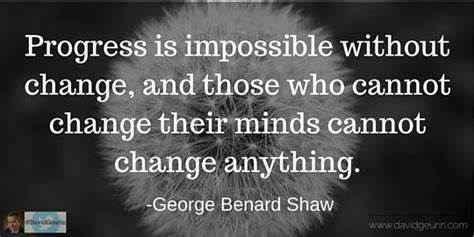 Progress is impossible without
change, and those who cannot
change their minds cannot
change anything.
-George Benard Shaw
@DavidGeurin
www.davidgeurin.com